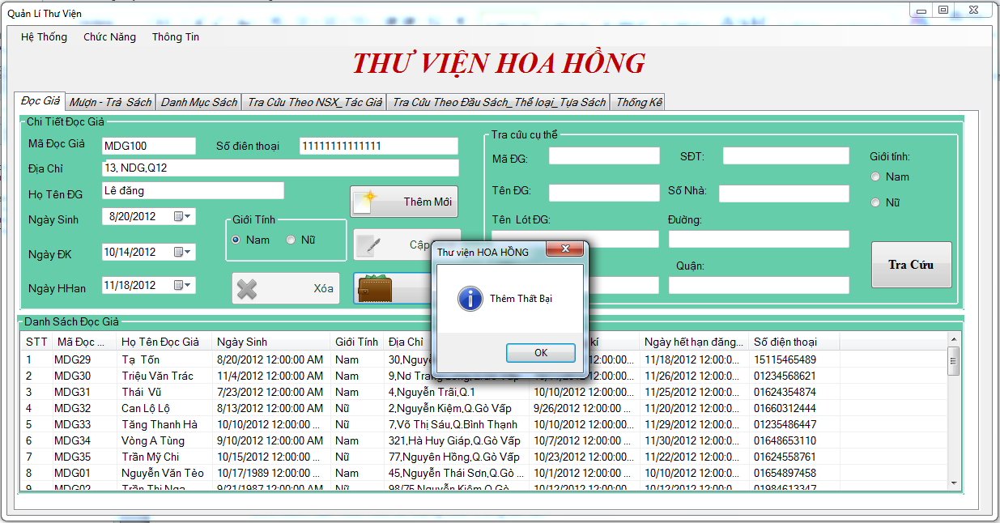 Quản Lí Thư Viện
Hệ Thống Chức Năng Thông Tin
THƯ VIỆN HOA HỒNG
Đọc Giả Mượn - Trả Sách Danh Mục Sách Tra Cứu Theo NSX_Tác Giả Tra Cứu Theo Đầu Sách_Thể loại_Tựa Sách Thống Kê
Chi Tiết Đọc Giả
Mã Đọc Giả MDG100 Số điện thoại 11111111111111
Địa Chỉ 13, NDG,Q12
Họ Tên ĐG Lê đăng
Thêm Mới
Ngày Sinh 8/20/2012
Giới Tính
Nam Nữ
Cập
Ngày ĐK 10/14/2012
Ngày HHan 11/18/2012
Xóa
Tra cứu cụ thể
Mã ĐG: SĐT: Giới tính:
Nam
Tên ĐG: Số Nhà:
Nữ
Tên Lót ĐG: Đường:
Quận:
Tra Cứu
Thư viện HOA HỒNG
Thêm Thất Bại
OK
Danh Sách Đọc Giả
STT Mã Đọc ... Họ Tên Đọc Giả Ngày Sinh Giới Tính Địa Chỉ kí Ngày hết hạn đăng... Số điện thoại
1 MDG29 Tạ Tốn 8/20/2012 12:00:00 AM Nam 30,Nguyễ :00:00... 11/18/2012 12:00:0... 15115465489
2 MDG30 Triệu Văn Trác 11/4/2012 12:00:00 AM Nam 9,Nơ Trang 11/26/2012 12:00:0... 01234568621
3 MDG31 Thái Vũ 7/23/2012 12:00:00 AM Nam 4,Nguyễn Trãi,Q.1 10/10/2012 12:00:00... 11/25/2012 12:00:0... 01624354874
4 MDG32 Can Lộ Lộ 8/13/2012 12:00:00 AM Nữ 2,Nguyễn Kiệm,Q.Gò Vấp 9/26/2012 12:00:00 ... 11/20/2012 12:00:0... 01660312444
5 MDG33 Tăng Thanh Hà 10/10/2012 12:00:00 ... Nữ 7,Võ Thị Sáu,Q.Bình Thạnh 10/10/2012 12:00:00... 11/29/2012 12:00:0... 01235486447
6 MDG34 Vòng A Tùng 9/10/2012 12:00:00 AM Nam 321,Hà Huy Giáp,Q.Gò Vấp 10/7/2012 12:00:00 ... 11/30/2012 12:00:0... 01648653110
7 MDG35 Trần Mỹ Chi 10/15/2012 12:00:00 ... Nữ 77,Nguyên Hồng,Q.Gò Vấp 10/23/2012 12:00:00... 11/22/2012 12:00:0... 01624558761
8 MDG01 Nguyễn Văn Tèo 10/17/1989 12:00:00 ... Nam 45,Nguyễn Thái Sơn,Q.Gò ... 10/1/2012 12:00:00 ... 10/10/2012 12:00:0... 01654897458
9 MDG02 Trần Thị Nga 9/21/1987 12:00:00 AM Nữ 98/75,Nguyễn Kiệm,Q.Gò 10/12/2012 12:00:00... 10/12/2012 12:00:0... 01984613347